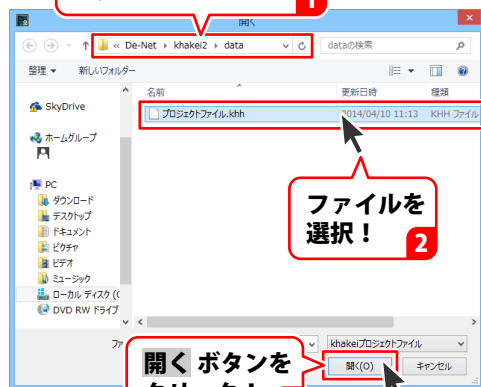 1
開く
« De-Net › khakei2 › data
dataの検索
整理
新しいフォルダー
名前
更新日時
種類
SkyDrive
プロジェクトファイル.khh
2014/04/10 11:13
KHH ファイル
ホームグループ
PC
ダウンロード
デスクトップ
ドキュメント
ピクチャ
ビデオ
ミュージック
ローカル ディスク (C
DVD RW ドライブ
ファイルを
選択！
2
khakeiプロジェクトファイル
開く ボタンを
開く(O)
キャンセル